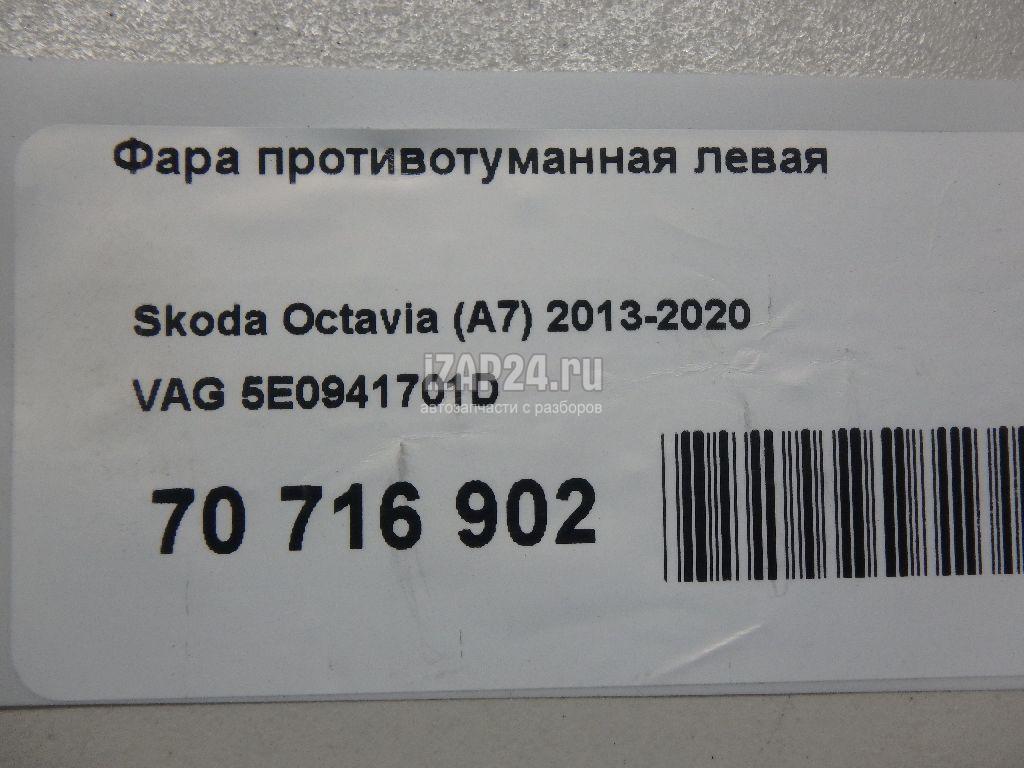 Фара противотуманная левая
Skoda Octavia (A7) 2013-2020
iZAP24.ru
VAG 5E0941701D
автозапчасти с разборов
70 716 902